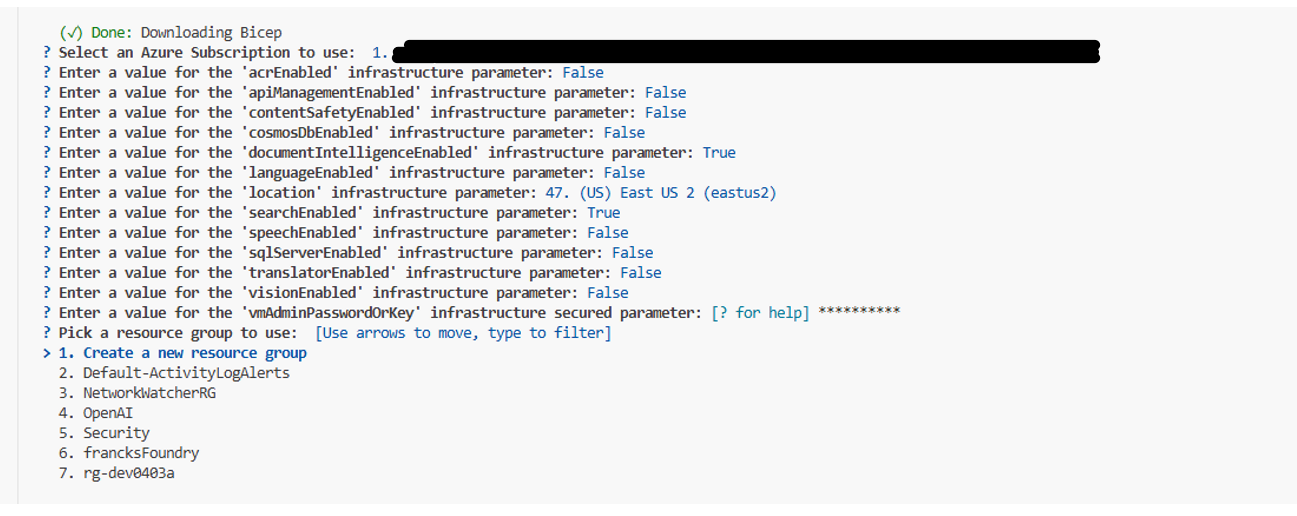 (✓) Done: Downloading Bicep
? Select an Azure Subscription to use:  1.
? Enter a value for the 'acrEnabled' infrastructure parameter: False
? Enter a value for the 'apiManagementEnabled' infrastructure parameter: False
? Enter a value for the 'contentSafetyEnabled' infrastructure parameter: False
? Enter a value for the 'cosmosDbEnabled' infrastructure parameter: False
? Enter a value for the 'documentIntelligenceEnabled' infrastructure parameter: True
? Enter a value for the 'languageEnabled' infrastructure parameter: False
? Enter a value for the 'location' infrastructure parameter: 47. (US) East US 2 (eastus2)
? Enter a value for the 'searchEnabled' infrastructure parameter: True
? Enter a value for the 'speechEnabled' infrastructure parameter: False
? Enter a value for the 'sqlServerEnabled' infrastructure parameter: False
? Enter a value for the 'translatorEnabled' infrastructure parameter: False
? Enter a value for the 'visionEnabled' infrastructure parameter: False
? Enter a value for the 'vmAdminPasswordOrKey' infrastructure secured parameter: [? for help] **********
? Pick a resource group to use:  [Use arrows to move, type to filter]
> 1. Create a new resource group
2. Default-ActivityLogAlerts
3. NetworkWatcherRG
4. OpenAI
5. Security
6. francksFoundry
7. rg-dev0403a